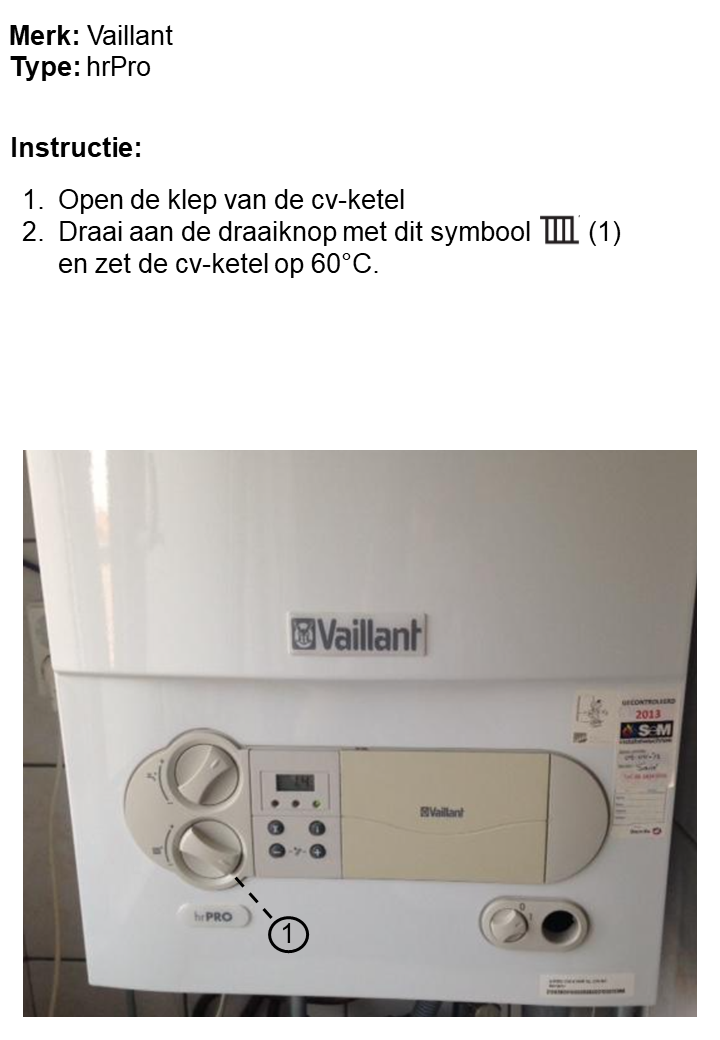 Merk: Vaillant
Type: hrPro
Instructie:
1. Open de klep van de cv-ketel
2. Draai aan de draaiknop met dit symbool (1)
en zet de cv-ketel op 60°C.
Vaillant
GECONTROLEERD
2013
Vaillant
hrPRO
0
1